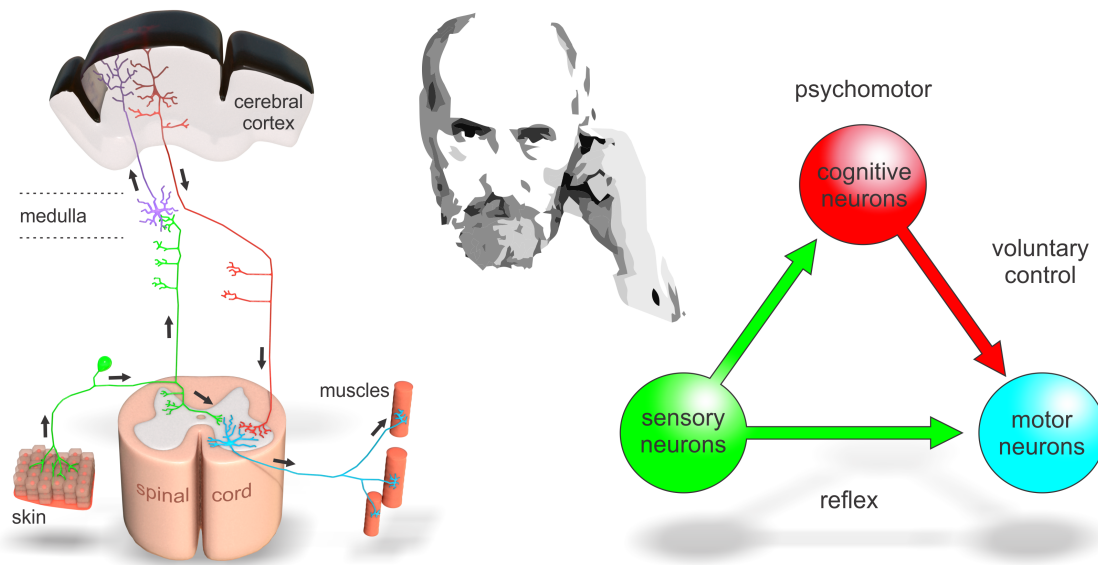 cerebral
cortex
medulla
skin
spinal cord
muscles
psychomotor
cognitive
neurons
voluntary
control
sensory
neurons
motor
neurons
reflex